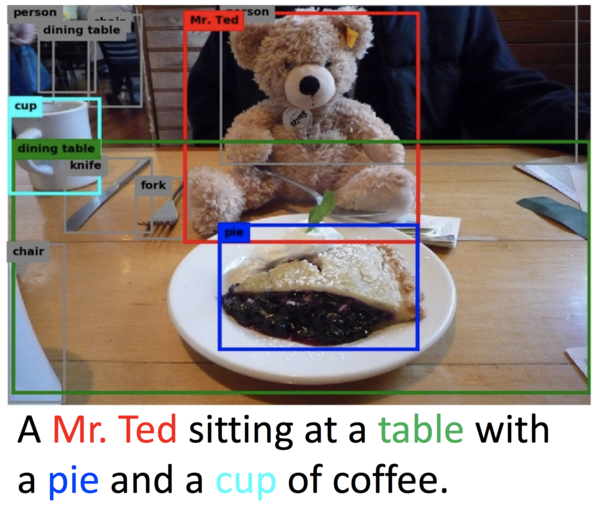 person
chair
dining table
Mr. Ted
person
cup
dining table
knife
fork
chair
pie
A Mr. Ted sitting at a table with
a pie and a cup of coffee.